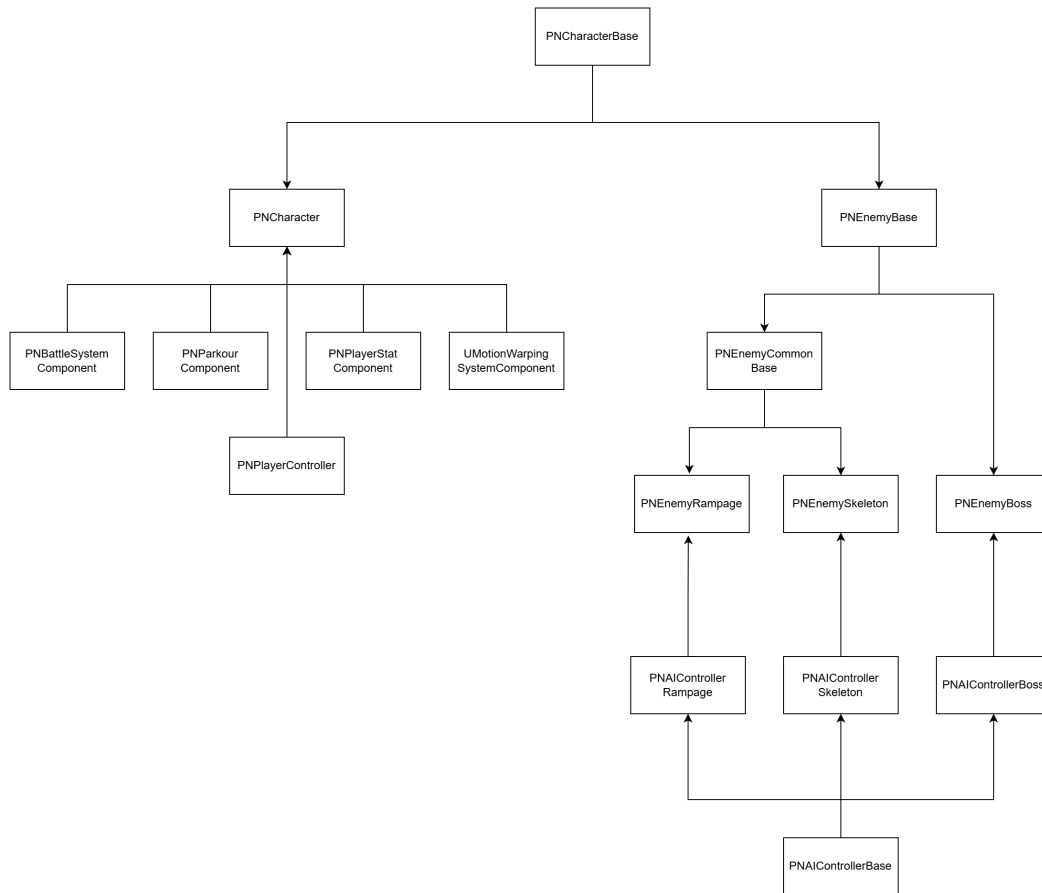 PNCharacterBase
PNCharacter
PNEnemyBase
PNBattleSystem
Component
PNParkour
Component
PNPlayerStat
Component
UMotionWarping
SystemComponent
PNEnemyCommon
Base
PNPlayerController
PNEnemyRampage
PNEnemySkeleton
PNEnemyBoss
PNAIController
Rampage
PNAIController
Skeleton
PNAIControllerBoss
PNAIControllerBase